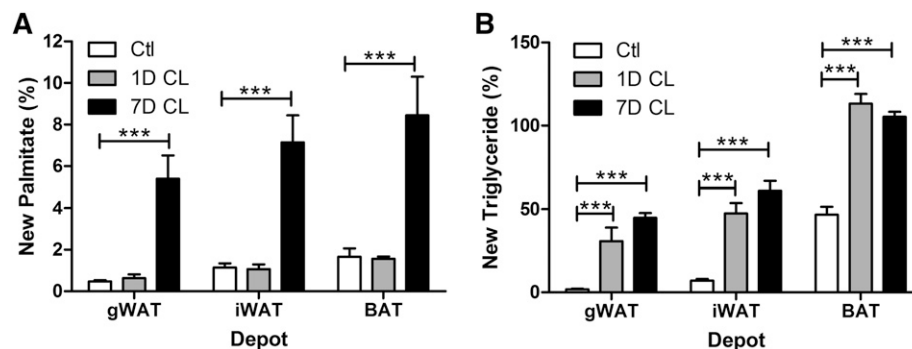 A
New Palmitate (%)
12
10
8
6
4
2
0
Ctl
1D CL
7D CL
***
***
***
gWAT
iWAT
BAT
Depot
B
New Triglyceride (%)
150
100
50
0
Ctl
1D CL
7D CL
***
***
***
***
***
***
gWAT
iWAT
BAT
Depot